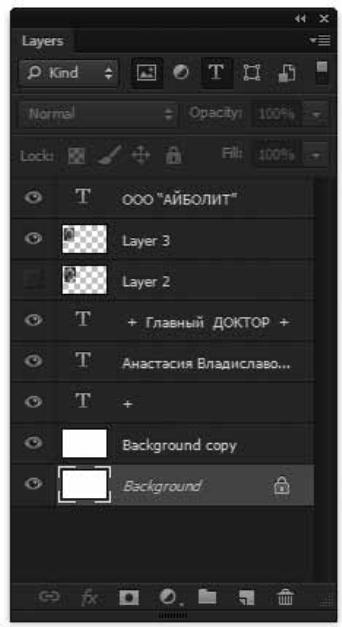 Layers
Kind
Normal Opacity: 100%
Lock: Fill: 100%
T ООО "АЙБОЛИТ"
Layer 3
Layer 2
T + Главный ДОКТОР +
T Анастасия Владиславо...
T +
Background copy
Background
fx